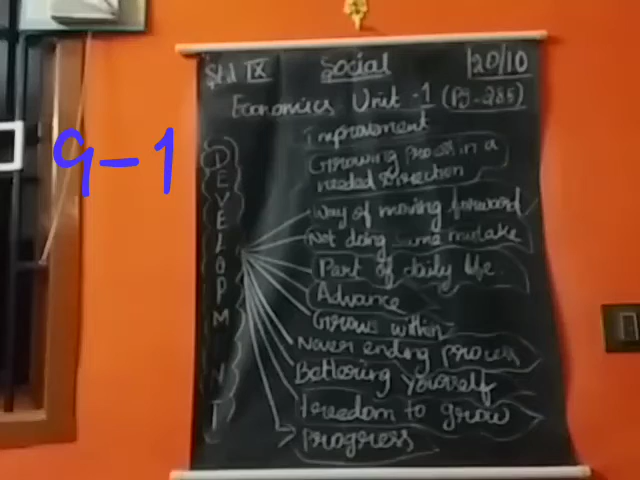 Std IX Social 20/10
Economics Unit - 1 (Pg-285)
9-1
DEVELOPMENT
Improvement
Growing process in a
needed direction
Way of moving forward
Not doing same mistake
Part of daily life
Advance
Grows within
Never ending process
Bettering yourself
freedom to grow
Progress